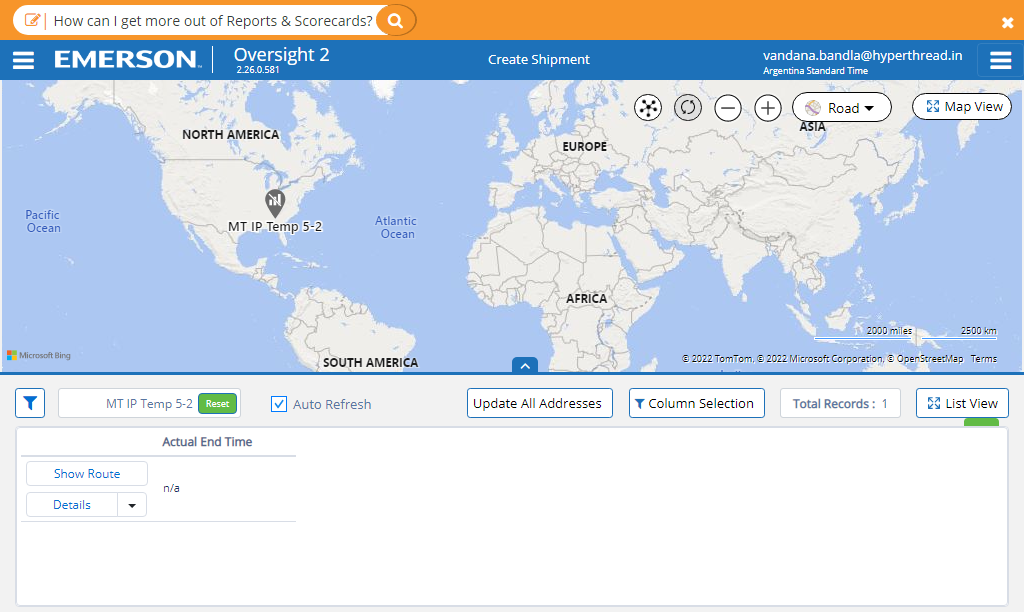 How can I get more out of Reports & Scorecards?
EMERSON
Oversight 2
2.26.0.581
Create Shipment
vandana.bandla@hyperthread.in
Argentina Standard Time
Road
Map View
NORTH AMERICA
EUROPE
ASIA
Pacific
Ocean
MT IP Temp 5-2
Atlantic
Ocean
AFRICA
SOUTH AMERICA
2000 miles
2500 km
Microsoft Bing
© 2022 TomTom, © 2022 Microsoft Corporation, © OpenStreetMap Terms
MT IP Temp 5-2
Reset
Auto Refresh
Update All Addresses
Column Selection
Total Records : 1
List View
Actual End Time
Show Route
n/a
Details